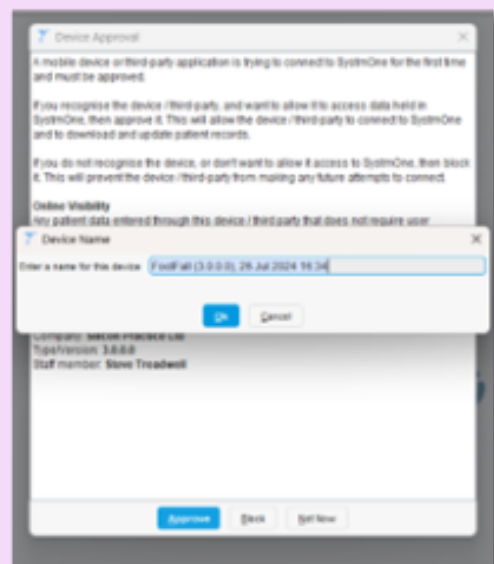 Device Approval
A mobile device or third-party application is trying to connect to SystmOne for the first time
and must be approved.
If you recognise the device / third-party, and want to allow it to access data held in
SystmOne, then approve it. This will allow the device / third-party to connect to SystmOne
and to download and update patient records.
If you do not recognise the device, or don't want to allow it access to SystmOne, then block
it. This will prevent the device / third-party from making any future attempts to connect.
Online Visibility
Any patient data entered through this device / third party that does not require user
Device Name
Enter a name for this device
FootFall (3.0.0.0), 26 Jul 2024 16:34
Ok
Cancel
Company: Silicon Practice Ltd
Type/Version: 3.0.0.0
Staff member: Steve Treadwell
Approve
Block
Not Now